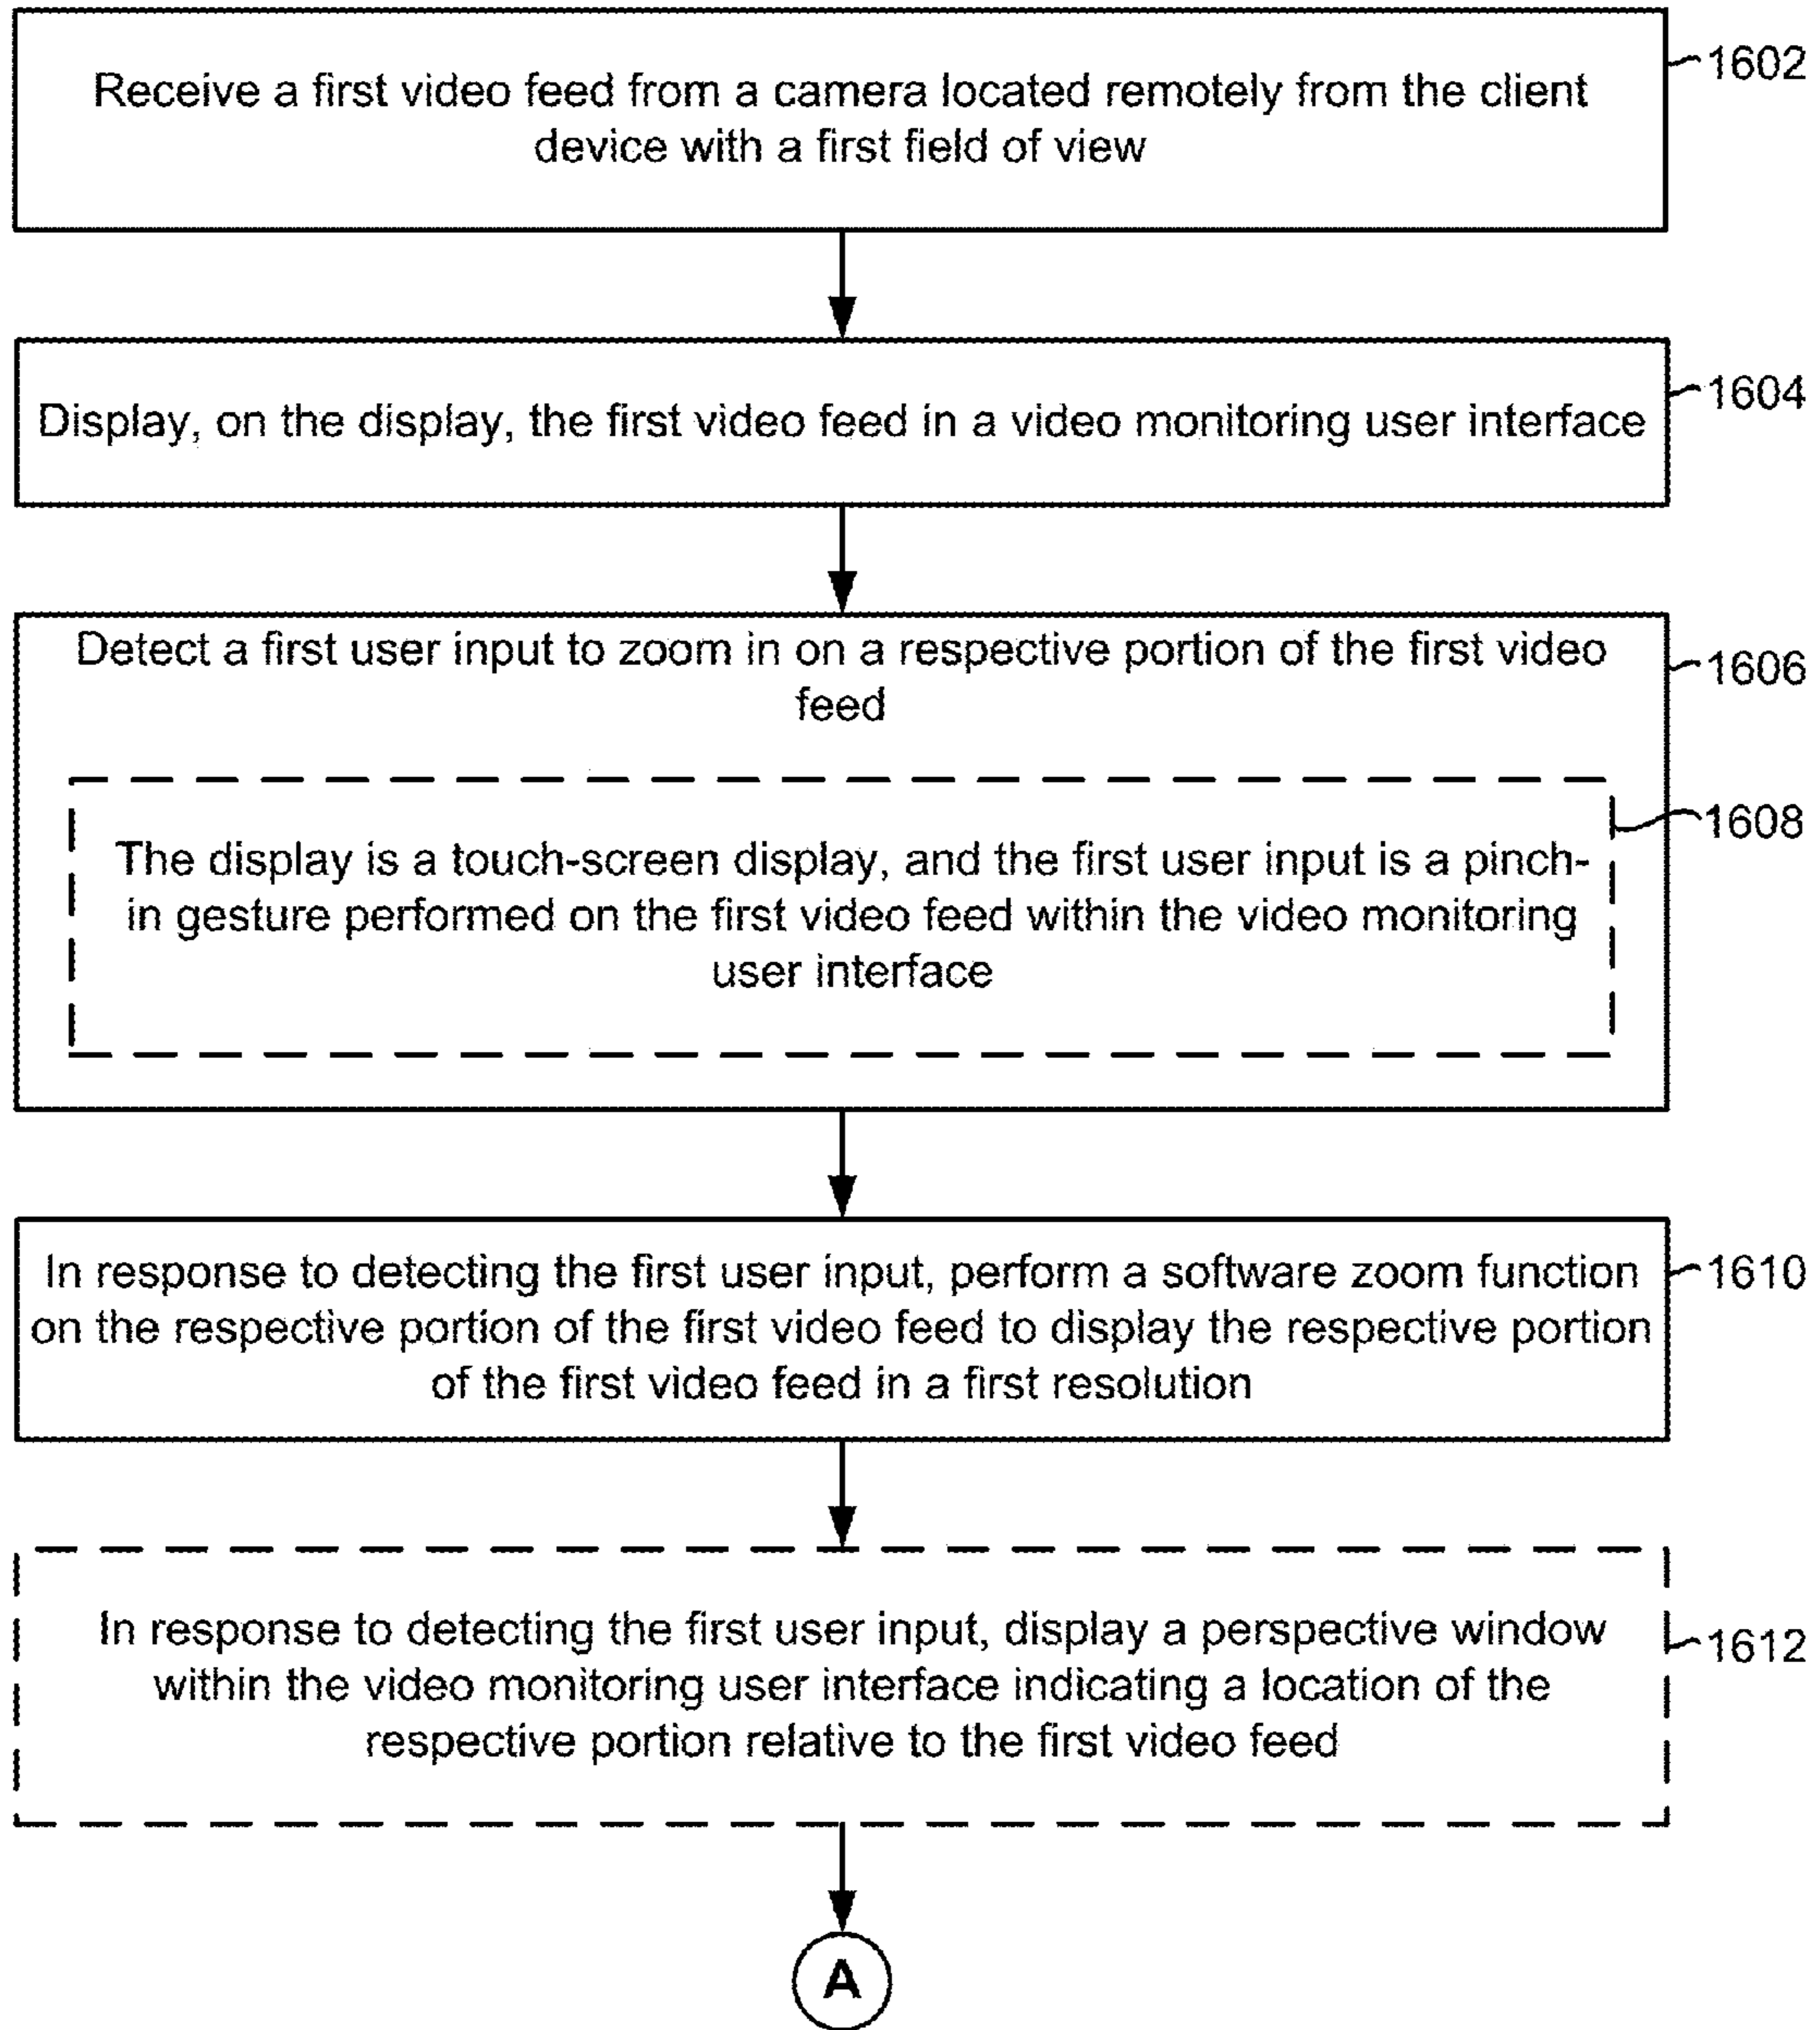 Receive a first video feed from a camera located remotely from the client
device with a first field of view
1602
Display, on the display, the first video feed in a video monitoring user interface
1604
Detect a first user input to zoom in on a respective portion of the first video
feed
1606
The display is a touch-screen display, and the first user input is a pinch-
in gesture performed on the first video feed within the video monitoring
user interface
1608
In response to detecting the first user input, perform a software zoom function
on the respective portion of the first video feed to display the respective portion
of the first video feed in a first resolution
1610
In response to detecting the first user input, display a perspective window
within the video monitoring user interface indicating a location of the
respective portion relative to the first video feed
1612
A